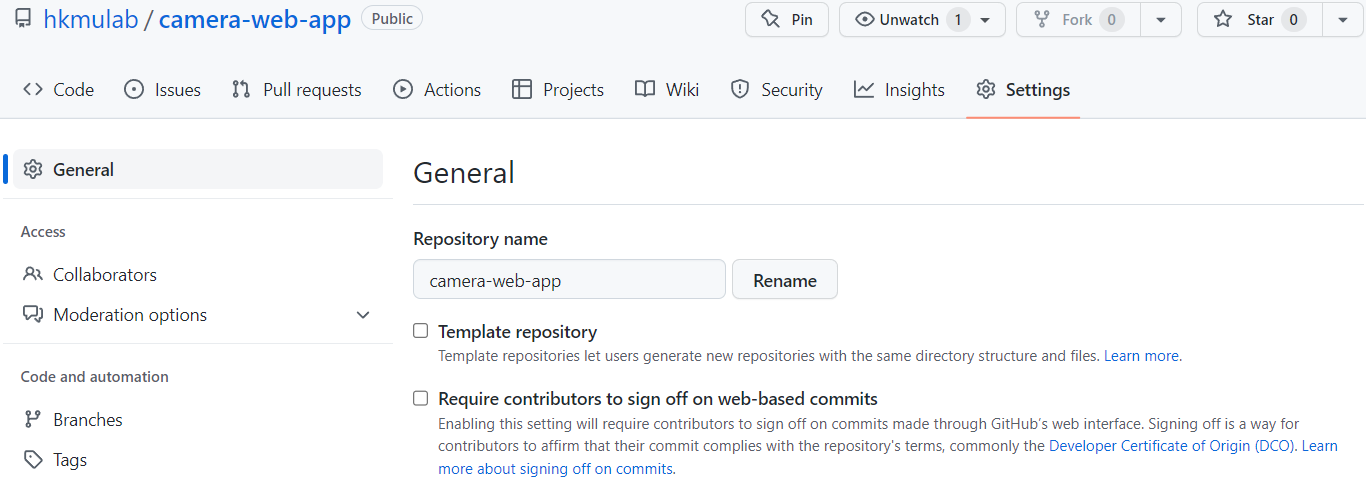 hkmulab / camera-web-app Public Pin Unwatch 1 Fork 0 Star 0
Code Issues Pull requests Actions Projects Wiki Security Insights Settings
General
Access
Collaborators
Moderation options
Code and automation
Branches
Tags
General
Repository name
camera-web-app Rename
Template repository
Template repositories let users generate new repositories with the same directory structure and files. Learn more.
Require contributors to sign off on web-based commits
Enabling this setting will require contributors to sign off on commits made through GitHub’s web interface. Signing off is a way for
contributors to affirm that their commit complies with the repository's terms, commonly the Developer Certificate of Origin (DCO). Learn
more about signing off on commits.